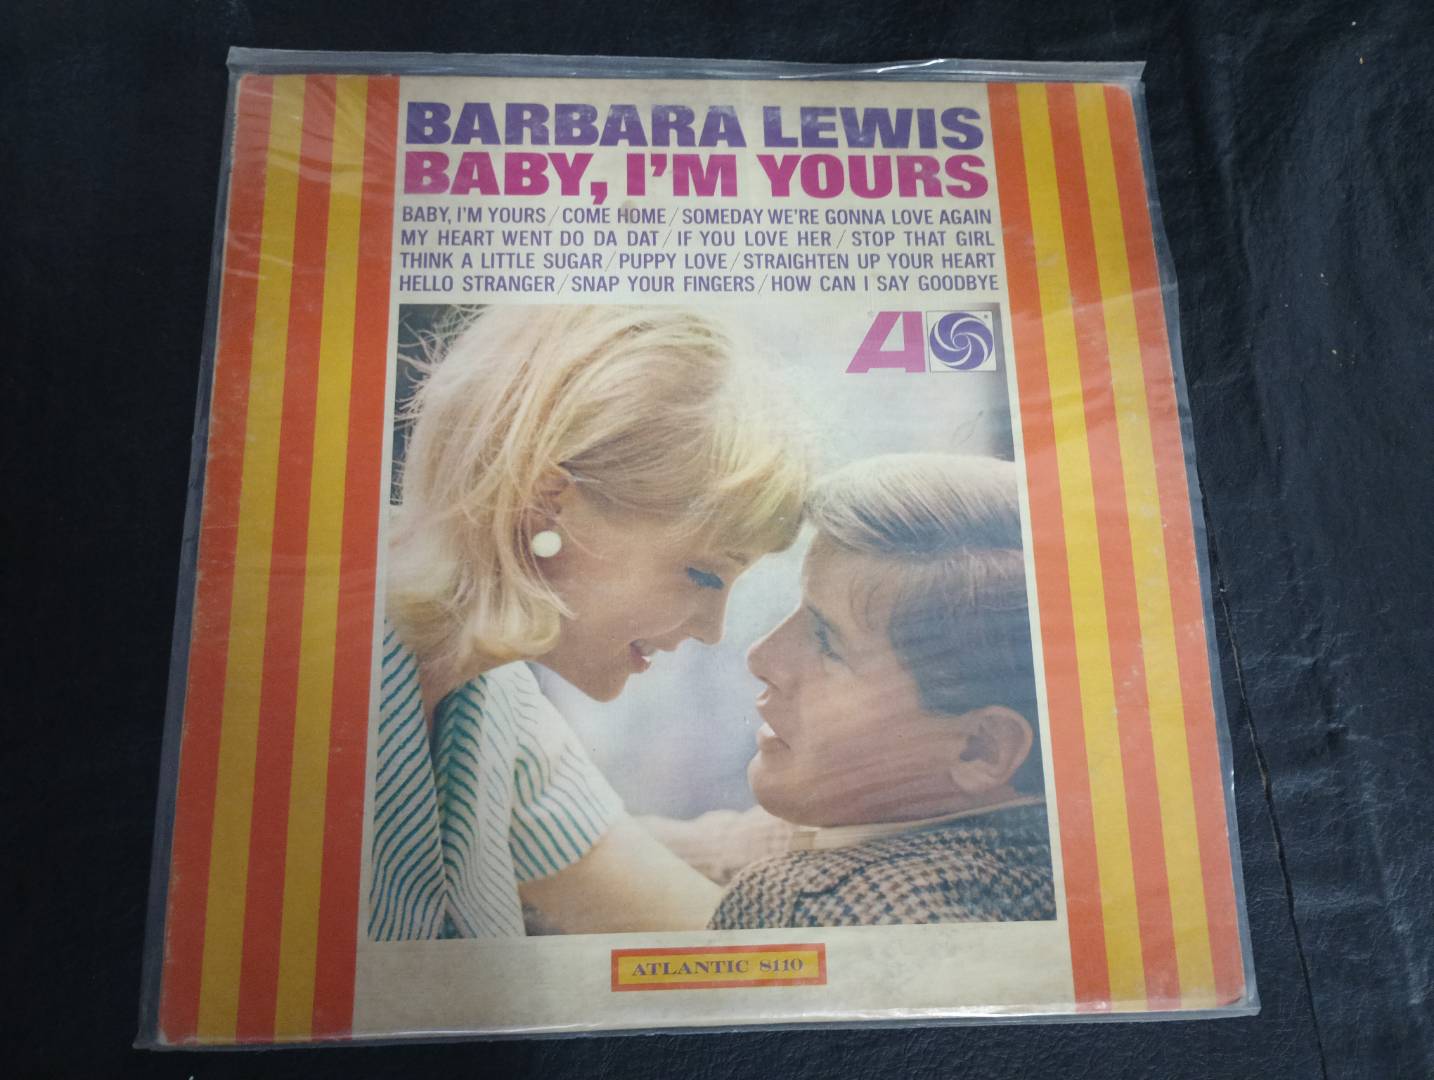 BARBARA LEWIS
BABY, I'M YOURS
BABY, I'M YOURS / COME HOME / SOMEDAY WE'RE GONNA LOVE AGAIN
MY HEART WENT DO DA DAT / IF YOU LOVE HER / STOP THAT GIRL
THINK A LITTLE SUGAR / PUPPY LOVE / STRAIGHTEN UP YOUR HEART
HELLO STRANGER / SNAP YOUR FINGERS / HOW CAN I SAY GOODBYE
A
ATLANTIC 8110